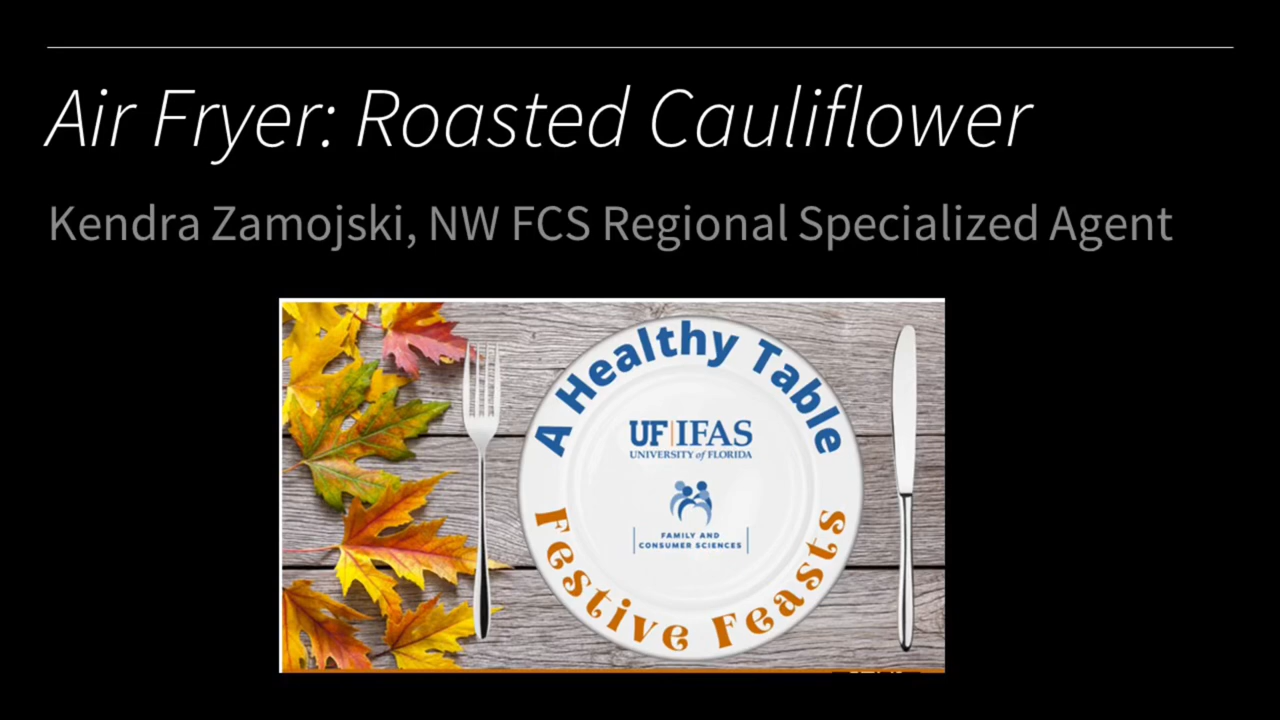 Air Fryer: Roasted Cauliflower
Kendra Zamojski, NW FCS Regional Specialized Agent
A Healthy Table
UF|IFAS
UNIVERSITY of FLORIDA
FAMILY AND
CONSUMER SCIENCES
Festive Feasts